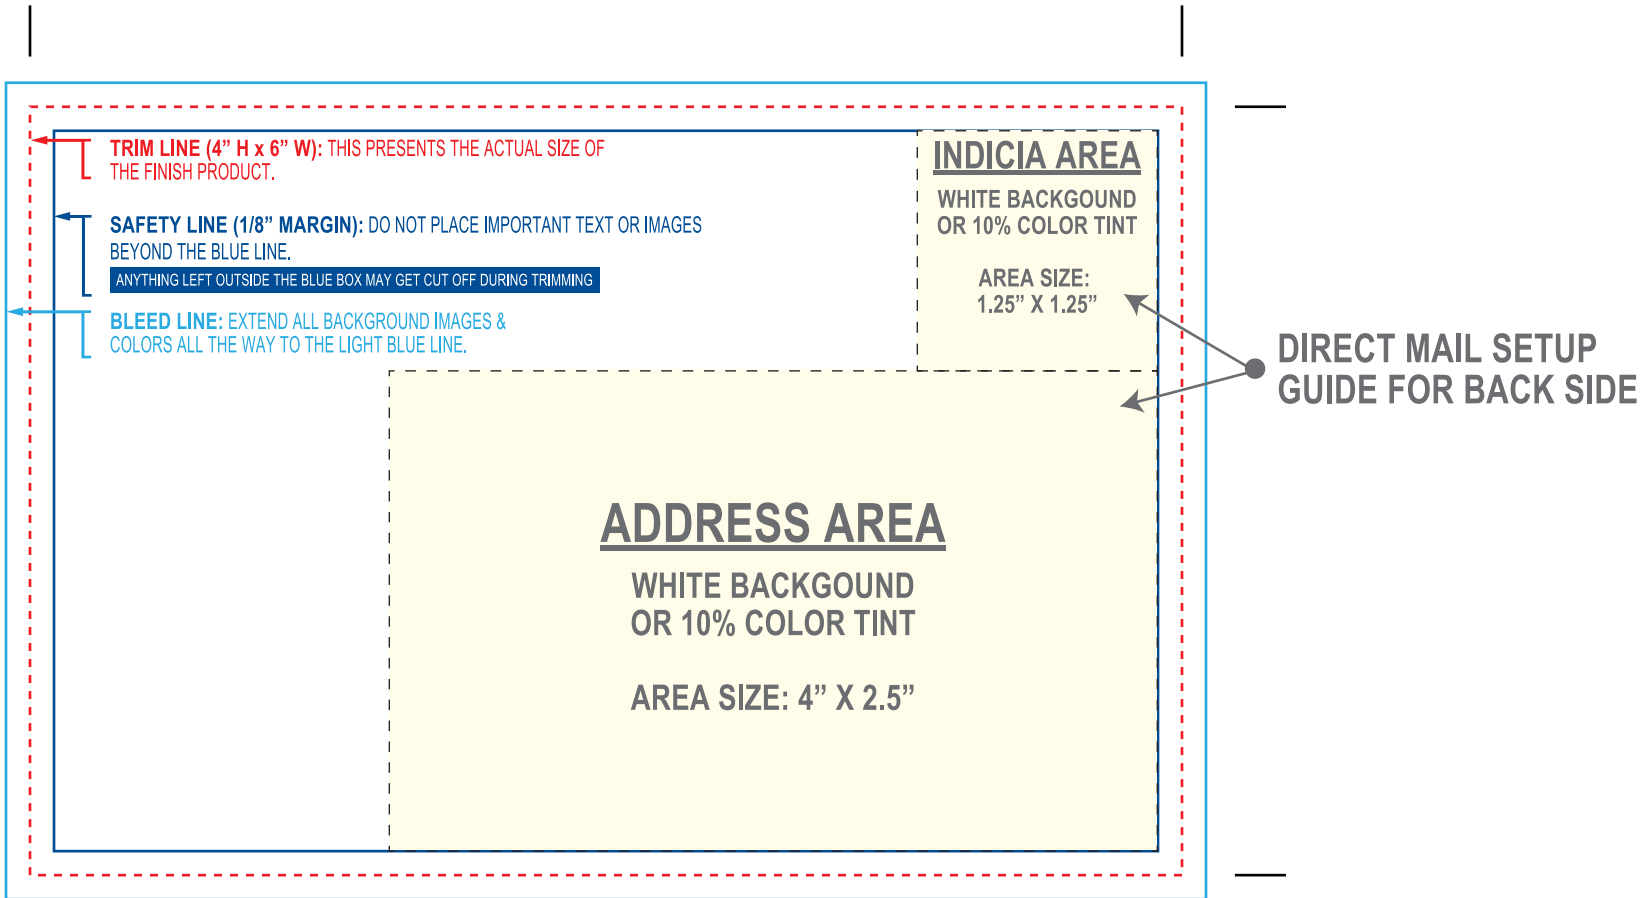 TRIM LINE (4” H x 6” W): THIS PRESENTS THE ACTUAL SIZE OF
THE FINISH PRODUCT.
SAFETY LINE (1/8” MARGIN): DO NOT PLACE IMPORTANT TEXT OR IMAGES
BEYOND THE BLUE LINE.
ANYTHING LEFT OUTSIDE THE BLUE BOX MAY GET CUT OFF DURING TRIMMING
BLEED LINE: EXTEND ALL BACKGROUND IMAGES &
COLORS ALL THE WAY TO THE LIGHT BLUE LINE.
INDICIA AREA
WHITE BACKGOUND
OR 10% COLOR TINT
AREA SIZE:
1.25” X 1.25”
DIRECT MAIL SETUP
GUIDE FOR BACK SIDE
ADDRESS AREA
WHITE BACKGOUND
OR 10% COLOR TINT
AREA SIZE: 4” X 2.5”